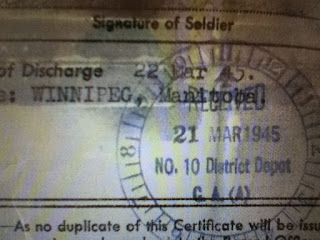 Signature of Soldier
of Discharge 22 Mar 45.
s: WINNIPEG, Manitoba.
RECEIVED
21 MAR 1945
NO. 10 District Depot
C. A. (A)
As no duplicate of this Certificate will be issu